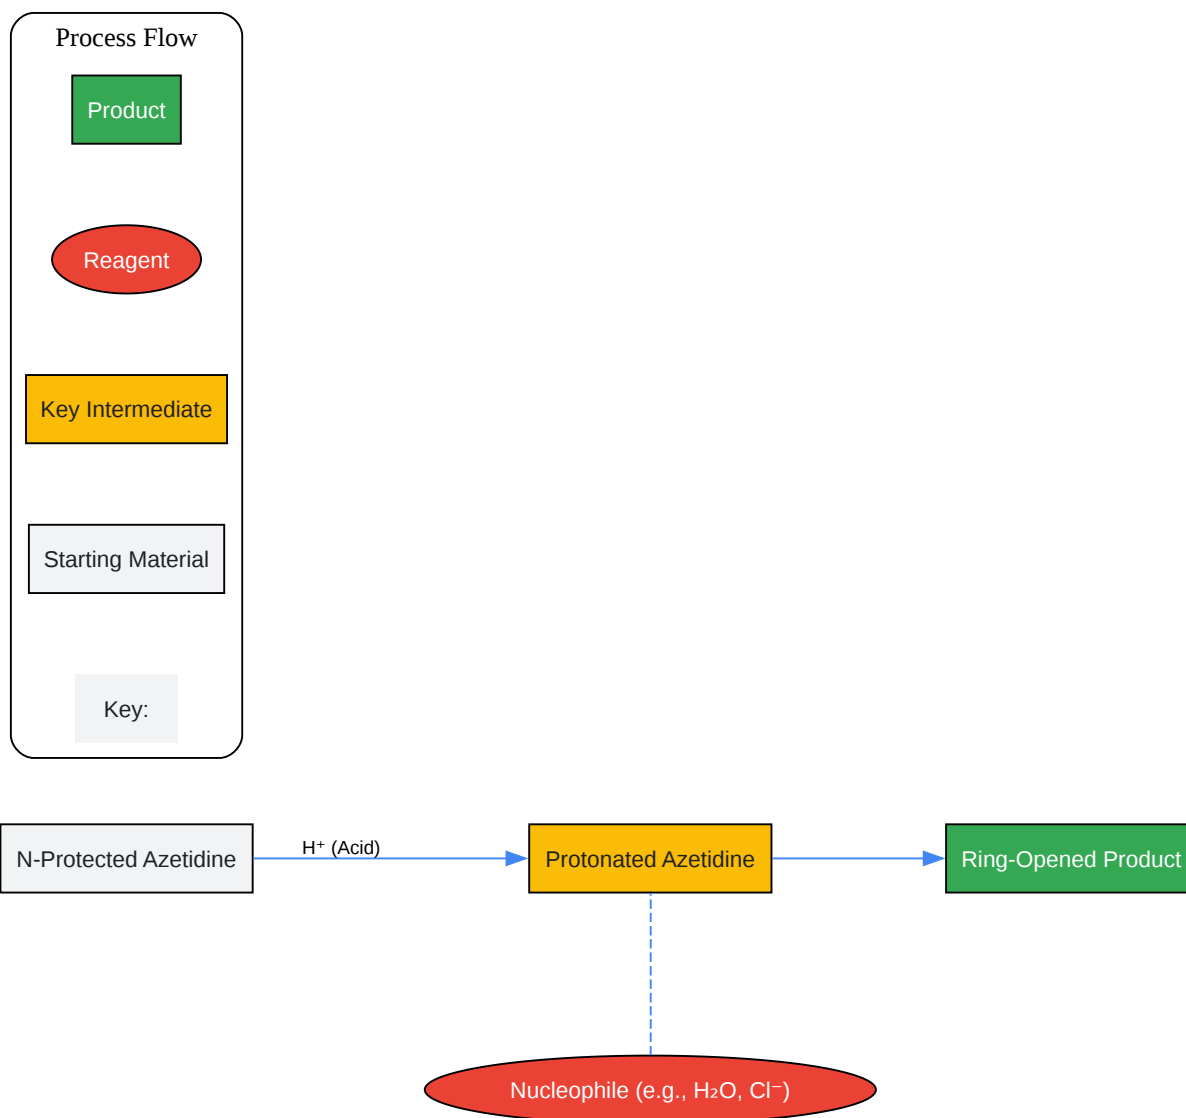 Process Flow
Product
Reagent
Key Intermediate
Starting Material
Key:
N-Protected Azetidine
H⁺ (Acid)
Protonated Azetidine
Ring-Opened Product
Nucleophile (e.g., H₂O, Cl⁻)